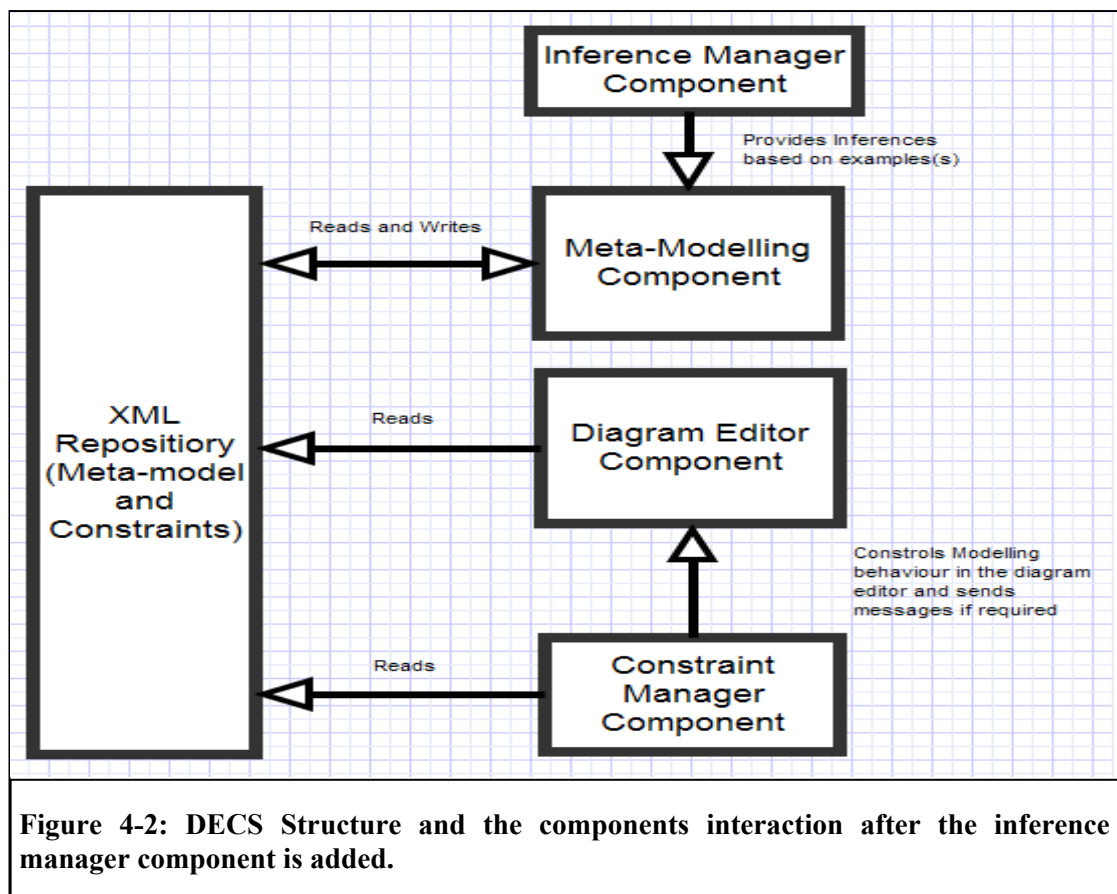 Inference Manager
Component
Provides Inferences
based on examples(s)
Reads and Writes
Meta-Modelling
Component
XML
Repositiory
(Meta-model
and
Constraints)
Reads
Diagram Editor
Component
Constrols Modelling
behaviour in the diagram
editor and sends
messages if required
Reads
Constraint
Manager
Component
Figure 4-2: DECS Structure and the components interaction after the inference
manager component is added.